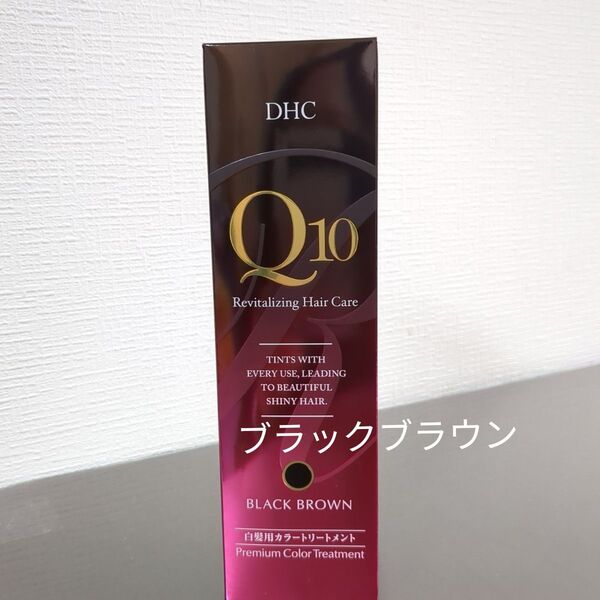 DHC
Q10
Revitalizing Hair Care
TINTS WITH
EVERY USE, LEADING
TO BEAUTIFUL
SHINY HAIR.
ブラックブラウン
BLACK BROWN
白髪用カラートリートメント
Premium Color Treatment